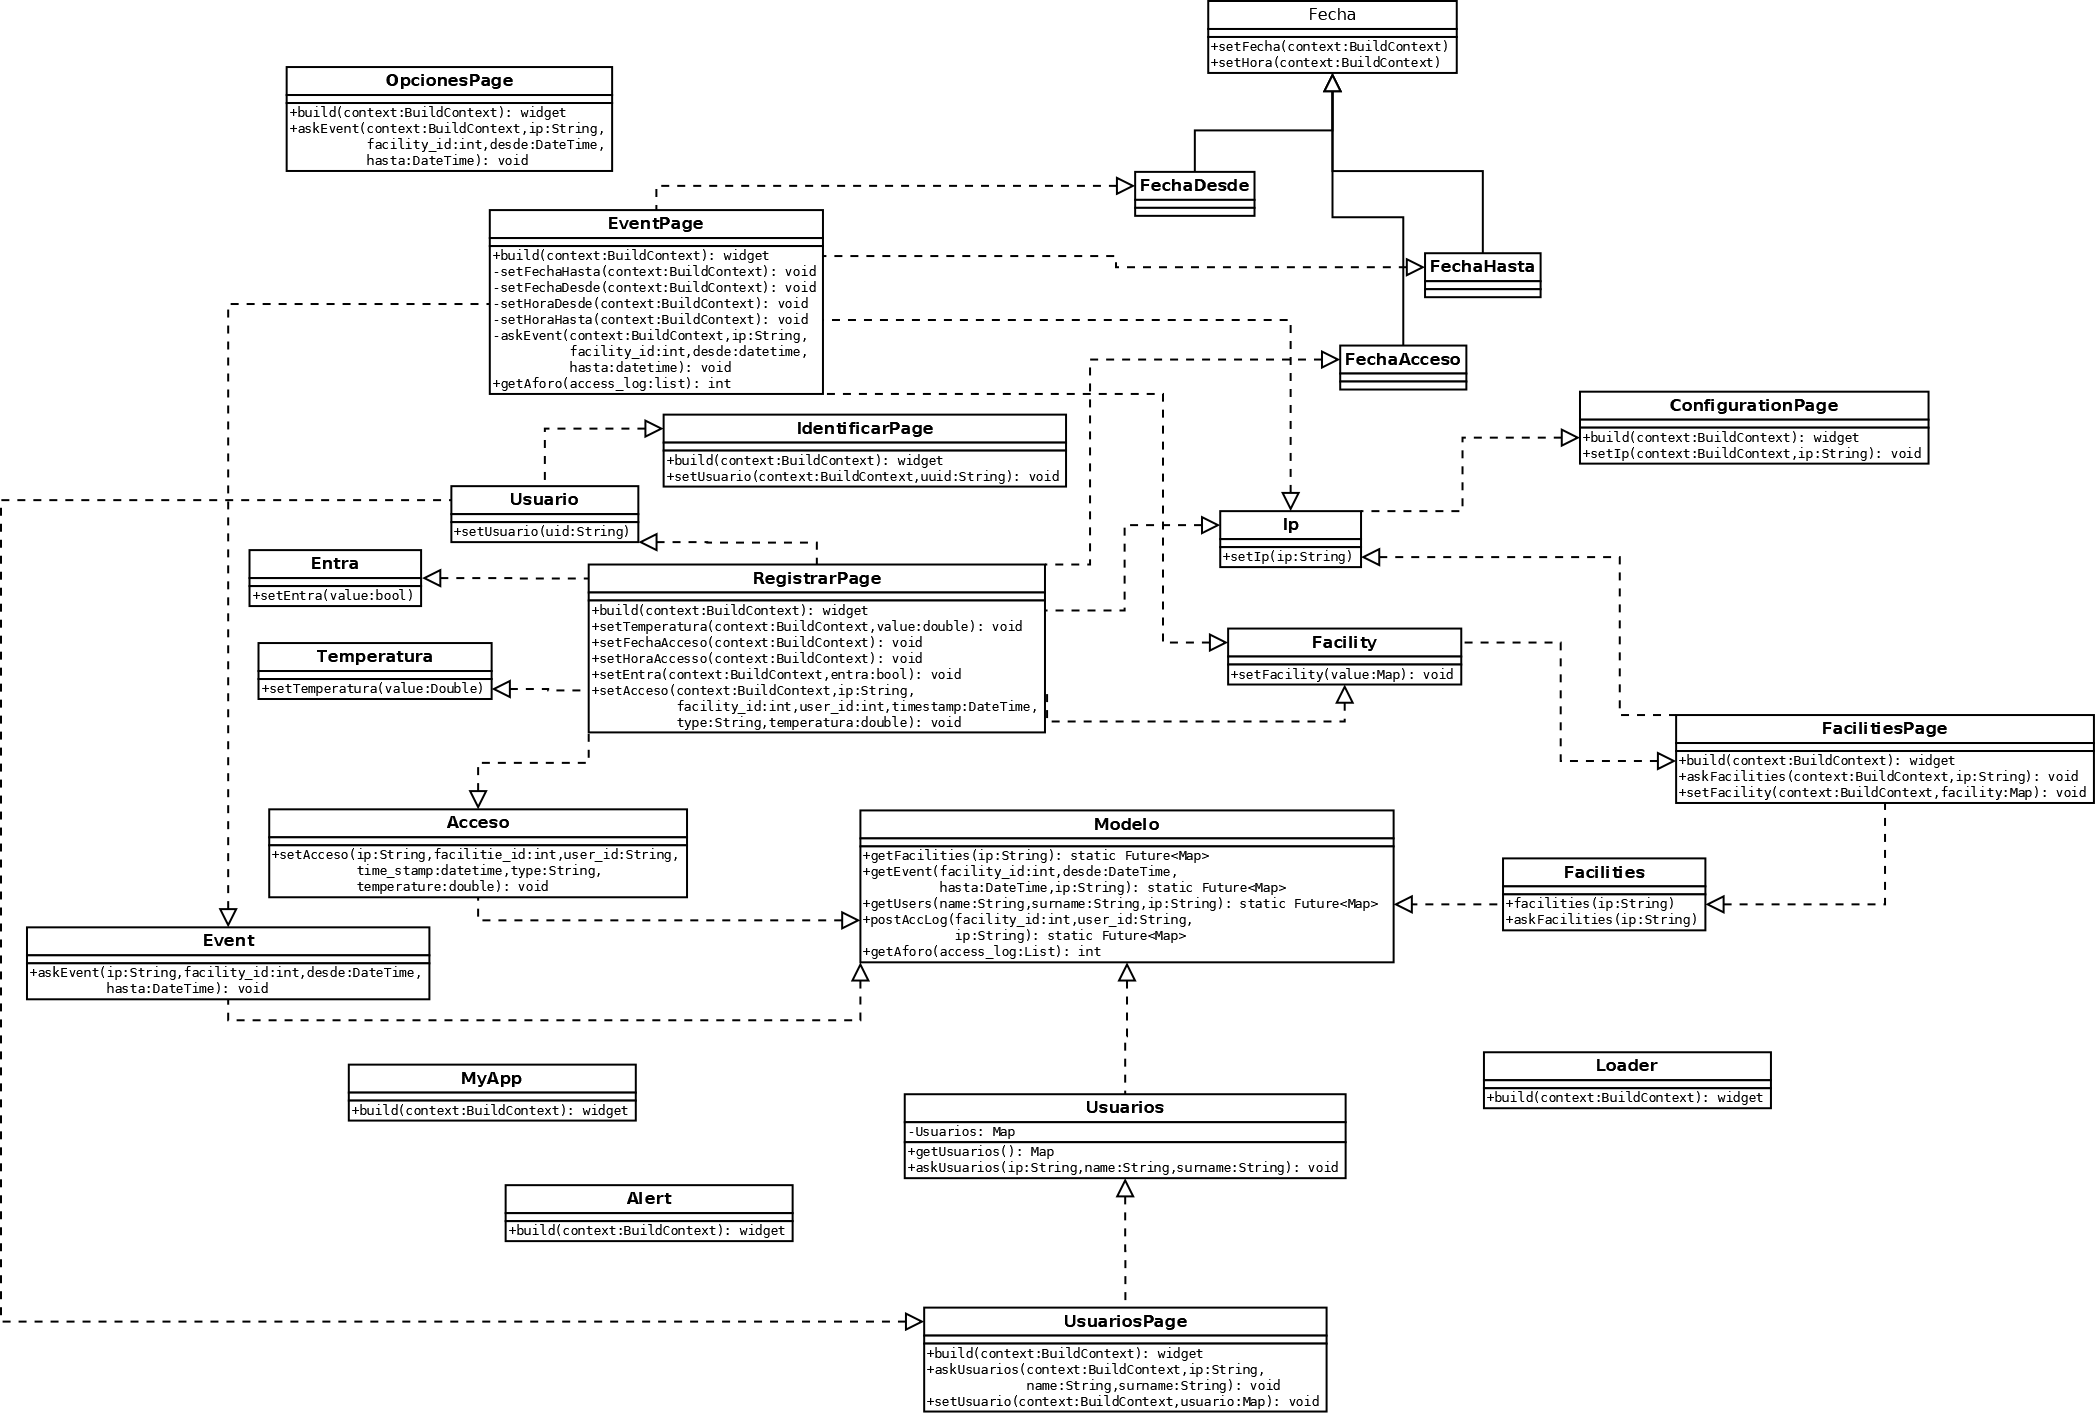 Fecha
+setFecha(context:BuildContext)
+setHora(context:BuildContext)
OpcionesPage
+build(context:BuildContext): widget
+askEvent(context:BuildContext,ip:String,
facility_id:int,desde:DateTime,
hasta:DateTime): void
FechaDesde
EventPage
+build(context:BuildContext): widget
-setFechaHasta(context:BuildContext): void
-setFechaDesde(context:BuildContext): void
-setHoraDesde(context:BuildContext): void
-setHoraHasta(context:BuildContext): void
-askEvent(context:BuildContext,ip:String,
facility_id:int,desde:datetime,
hasta:datetime): void
+getAforo(access_log:list): int
FechaHasta
FechaAcceso
ConfigurationPage
+build(context:BuildContext): widget
+setIp(context:BuildContext,ip:String): void
IdentificarPage
+build(context:BuildContext): widget
+setUsuario(context:BuildContext,uuid:String): void
Usuario
+setUsuario(uid:String)
Ip
+setIp(ip:String)
Entra
+setEntra(value:bool)
RegistrarPage
+build(context:BuildContext): widget
+setTemperatura(context:BuildContext,value:double): void
+setFechaAcceso(context:BuildContext): void
+setHoraAccesso(context:BuildContext): void
+setEntra(context:BuildContext,entra:bool): void
+setAcceso(context:BuildContext,ip:String,
facility_id:int,user_id:int,timestamp:DateTime,
type:String,temperatura:double): void
Temperatura
+setTemperatura(value:Double)
Facility
+setFacility(value:Map): void
FacilitiesPage
+build(context:BuildContext): widget
+askFacilities(context:BuildContext,ip:String): void
+setFacility(context:BuildContext,facility:Map): void
Acceso
+setAcceso(ip:String,facilitie_id:int,user_id:String,
time_stamp:datetime,type:String,
temperature:double): void
Modelo
+getFacilities(ip:String): static Future<Map>
+getEvent(facility_id:int,desde:DateTime,
hasta:DateTime,ip:String): static Future<Map>
+getUsers(name:String,surname:String,ip:String): static Future<Map>
+postAccLog(facility_id:int,user_id:String,
ip:String): static Future<Map>
+getAforo(access_log:List): int
Facilities
+facilities(ip:String)
+askFacilities(ip:String)
Event
+askEvent(ip:String,facility_id:int,desde:DateTime,
hasta:DateTime): void
MyApp
+build(context:BuildContext): widget
Loader
+build(context:BuildContext): widget
Usuarios
-Usuarios: Map
+getUsuarios(): Map
+askUsuarios(ip:String,name:String,surname:String): void
Alert
+build(context:BuildContext): widget
UsuariosPage
+build(context:BuildContext): widget
+askUsuarios(context:BuildContext,ip:String,
name:String,surname:String): void
+setUsuario(context:BuildContext,usuario:Map): void